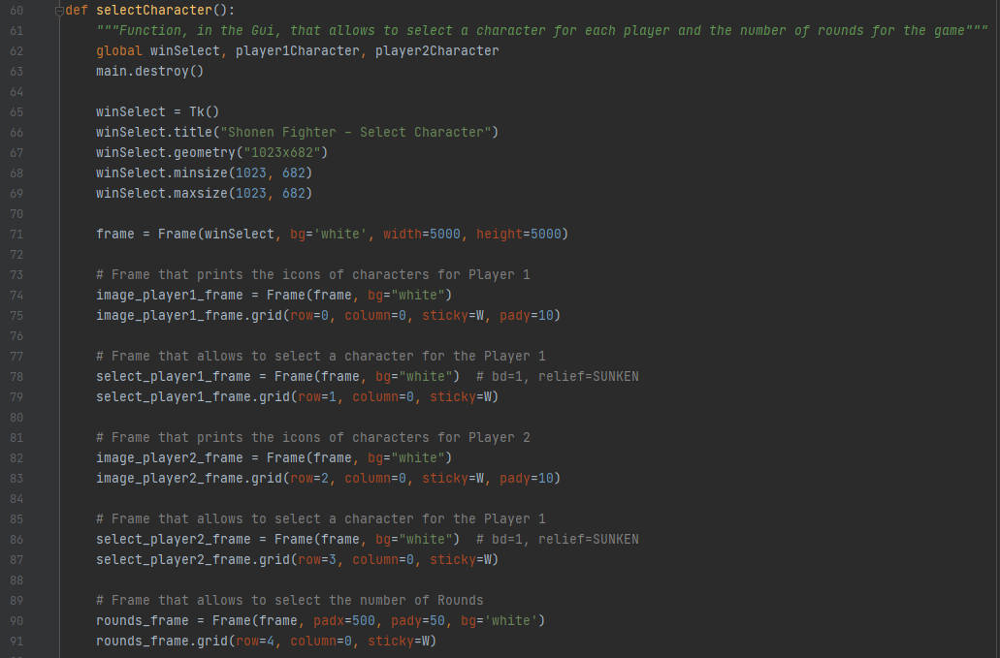 60 def selectCharacter():
61     """Function, in the Gui, that allows to select a character for each player and the number of rounds for the game"""
62     global winSelect, player1Character, player2Character
63     main.destroy()
64
65     winSelect = Tk()
66     winSelect.title("Shonen Fighter – Select Character")
67     winSelect.geometry("1023x682")
68     winSelect.minsize(1023, 682)
69     winSelect.maxsize(1023, 682)
70
71     frame = Frame(winSelect, bg='white', width=5000, height=5000)
72
73     # Frame that prints the icons of characters for Player 1
74     image_player1_frame = Frame(frame, bg="white")
75     image_player1_frame.grid(row=0, column=0, sticky=W, pady=10)
76
77     # Frame that allows to select a character for the Player 1
78     select_player1_frame = Frame(frame, bg="white")  # bd=1, relief=SUNKEN
79     select_player1_frame.grid(row=1, column=0, sticky=W)
80
81     # Frame that prints the icons of characters for Player 2
82     image_player2_frame = Frame(frame, bg="white")
83     image_player2_frame.grid(row=2, column=0, sticky=W, pady=10)
84
85     # Frame that allows to select a character for the Player 1
86     select_player2_frame = Frame(frame, bg="white")  # bd=1, relief=SUNKEN
87     select_player2_frame.grid(row=3, column=0, sticky=W)
88
89     # Frame that allows to select the number of Rounds
90     rounds_frame = Frame(frame, padx=500, pady=50, bg='white')
91     rounds_frame.grid(row=4, column=0, sticky=W)